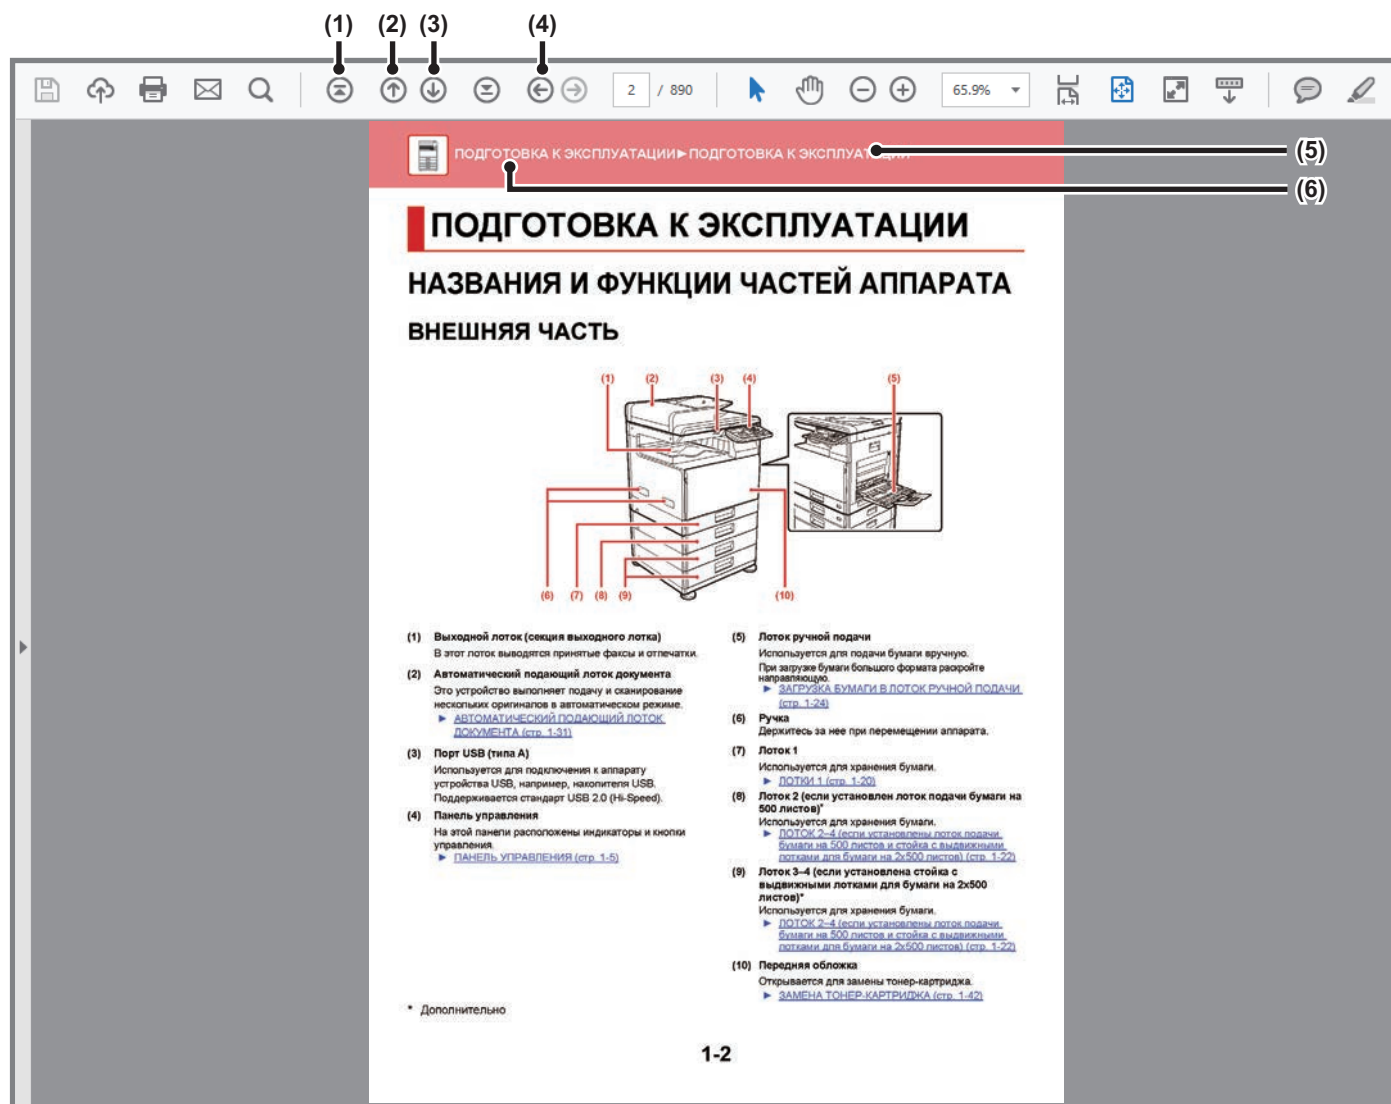 (1) (2) (3) (4)
2 / 890 65.9%
ПОДГОТОВКА К ЭКСПЛУАТАЦИИ►ПОДГОТОВКА К ЭКСПЛУАТАЦИИ
(5)
(6)
ПОДГОТОВКА К ЭКСПЛУАТАЦИИ
НАЗВАНИЯ И ФУНКЦИИ ЧАСТЕЙ АППАРАТА
ВНЕШНЯЯ ЧАСТЬ
(1) (2) (3) (4) (5)
(6) (7) (8) (9) (10)
(1) Выходной лоток (секция выходного лотка)
В этот лоток выводятся принятые факсы и отпечатки.
(2) Автоматический подающий лоток документа
Это устройство выполняет подачу и сканирование
нескольких оригиналов в автоматическом режиме.
► АВТОМАТИЧЕСКИЙ ПОДАЮЩИЙ ЛОТОК
ДОКУМЕНТА (стр. 1-31)
(3) Порт USB (типа A)
Используется для подключения к аппарату
устройства USB, например, накопителя USB.
Поддерживается стандарт USB 2.0 (Hi-Speed).
(4) Панель управления
На этой панели расположены индикаторы и кнопки
управления.
► ПАНЕЛЬ УПРАВЛЕНИЯ (стр. 1-5)
(5) Лоток ручной подачи
Используется для подачи бумаги вручную.
При загрузке бумаги большого формата раскройте
направляющую.
► ЗАГРУЗКА БУМАГИ В ЛОТОК РУЧНОЙ ПОДАЧИ
(стр. 1-24)
(6) Ручка
Держитесь за нее при перемещении аппарата.
(7) Лоток 1
Используется для хранения бумаги.
► ЛОТКИ 1 (стр. 1-20)
(8) Лоток 2 (если установлен лоток подачи бумаги на
500 листов)*
Используется для хранения бумаги.
► ЛОТОК 2–4 (если установлены лоток подачи
бумаги на 500 листов и стойка с выдвижными
лотками для бумаги на 2x500 листов) (стр. 1-22)
(9) Лоток 3–4 (если установлена стойка с
выдвижными лотками для бумаги на 2x500
листов)*
Используется для хранения бумаги.
► ЛОТОК 2–4 (если установлены лоток подачи
бумаги на 500 листов и стойка с выдвижными
лотками для бумаги на 2x500 листов) (стр. 1-22)
(10) Передняя обложка
Открывается для замены тонер-картриджа.
► ЗАМЕНА ТОНЕР-КАРТРИДЖА (стр. 1-42)
* Дополнительно
1-2